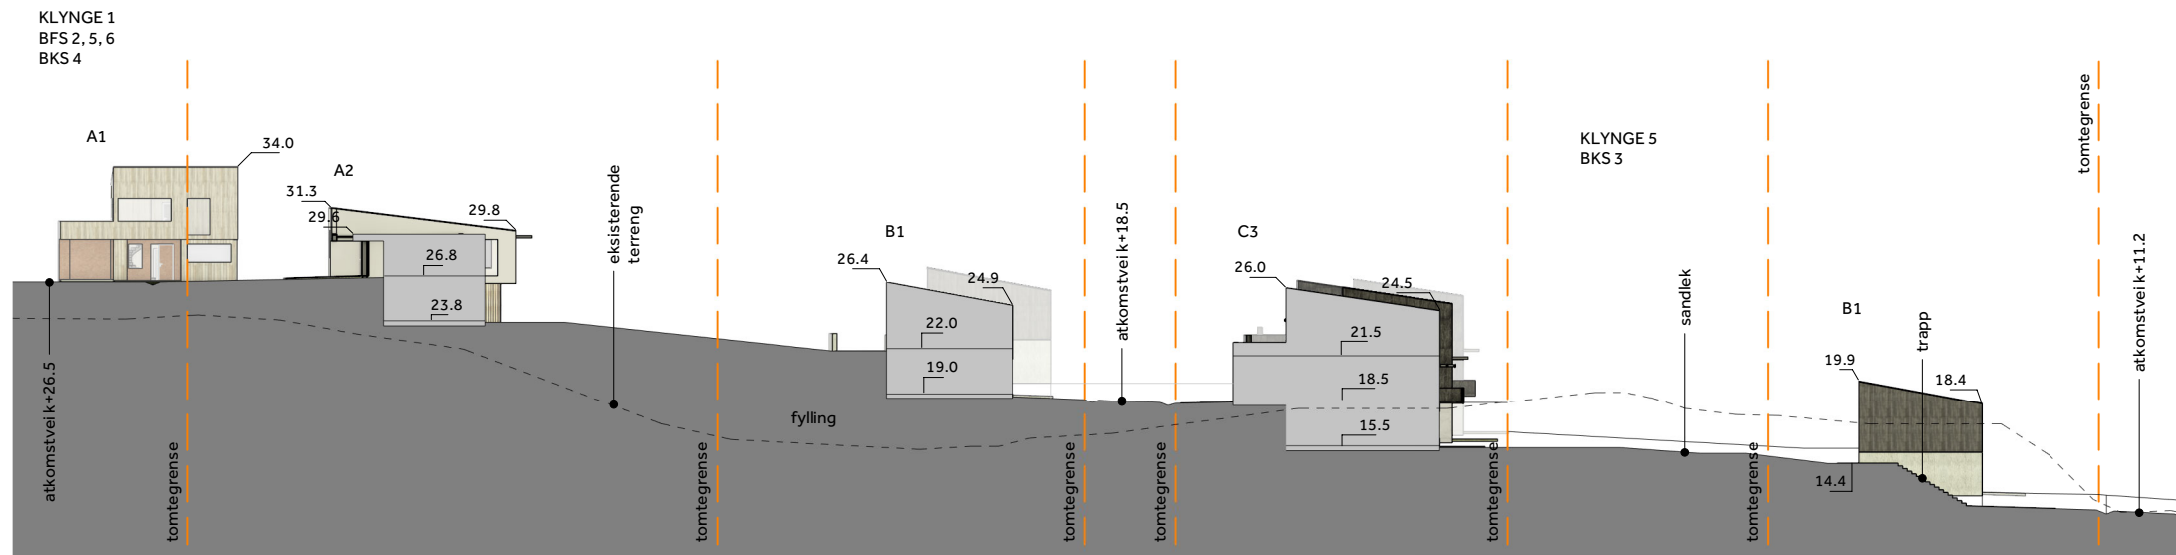 KLYNGE 1
BFS 2, 5, 6
BKS 4
A1
34.0
A2
31.3
29.6
29.8
26.8
23.8
atkomstvei k+26.5
tomtegrense
eksisterende
terreng
tomtegrense
fylling
B1
26.4
24.9
22.0
19.0
tomtegrense
atkomstvei k+18.5
tomtegrense
C3
26.0
24.5
21.5
18.5
15.5
tomtegrense
KLYNGE 5
BKS 3
sandlek
tomtegrense
B1
19.9
18.4
14.4
trapp
tomtegrense
atkomstvei k+11.2